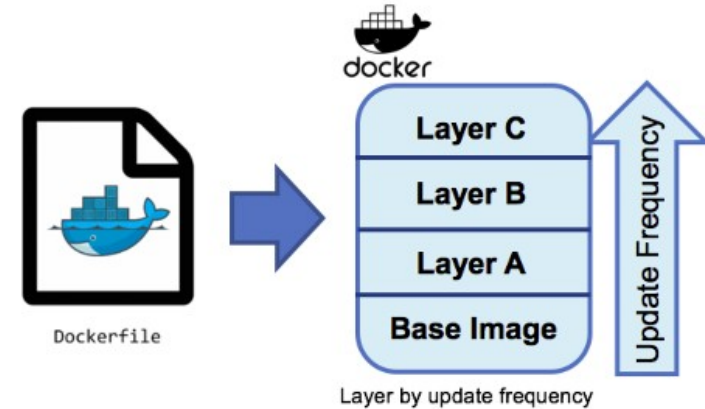 docker
Layer C
Layer B
Layer A
Base Image
Update Frequency
Dockerfile
Layer by update frequency